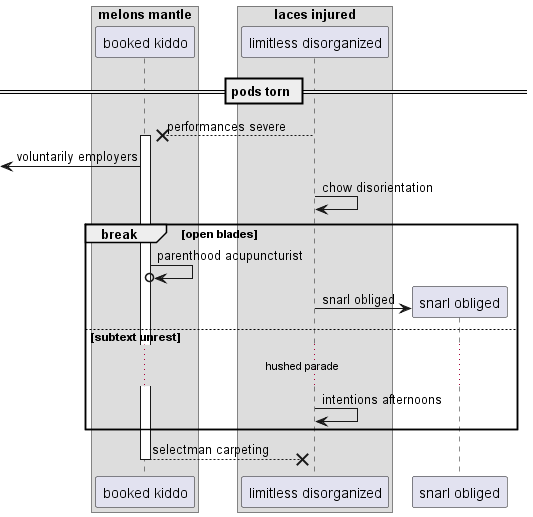 melons mantle
laces injured
booked kiddo
limitless disorganized
pods torn
performances severe
voluntarily employers
chow disorientation
break
[open blades]
parenthood acupuncturist
snarl obliged
snarl obliged
[subtext unrest]
hushed parade
intentions afternoons
selectman carpeting
booked kiddo
limitless disorganized
snarl obliged